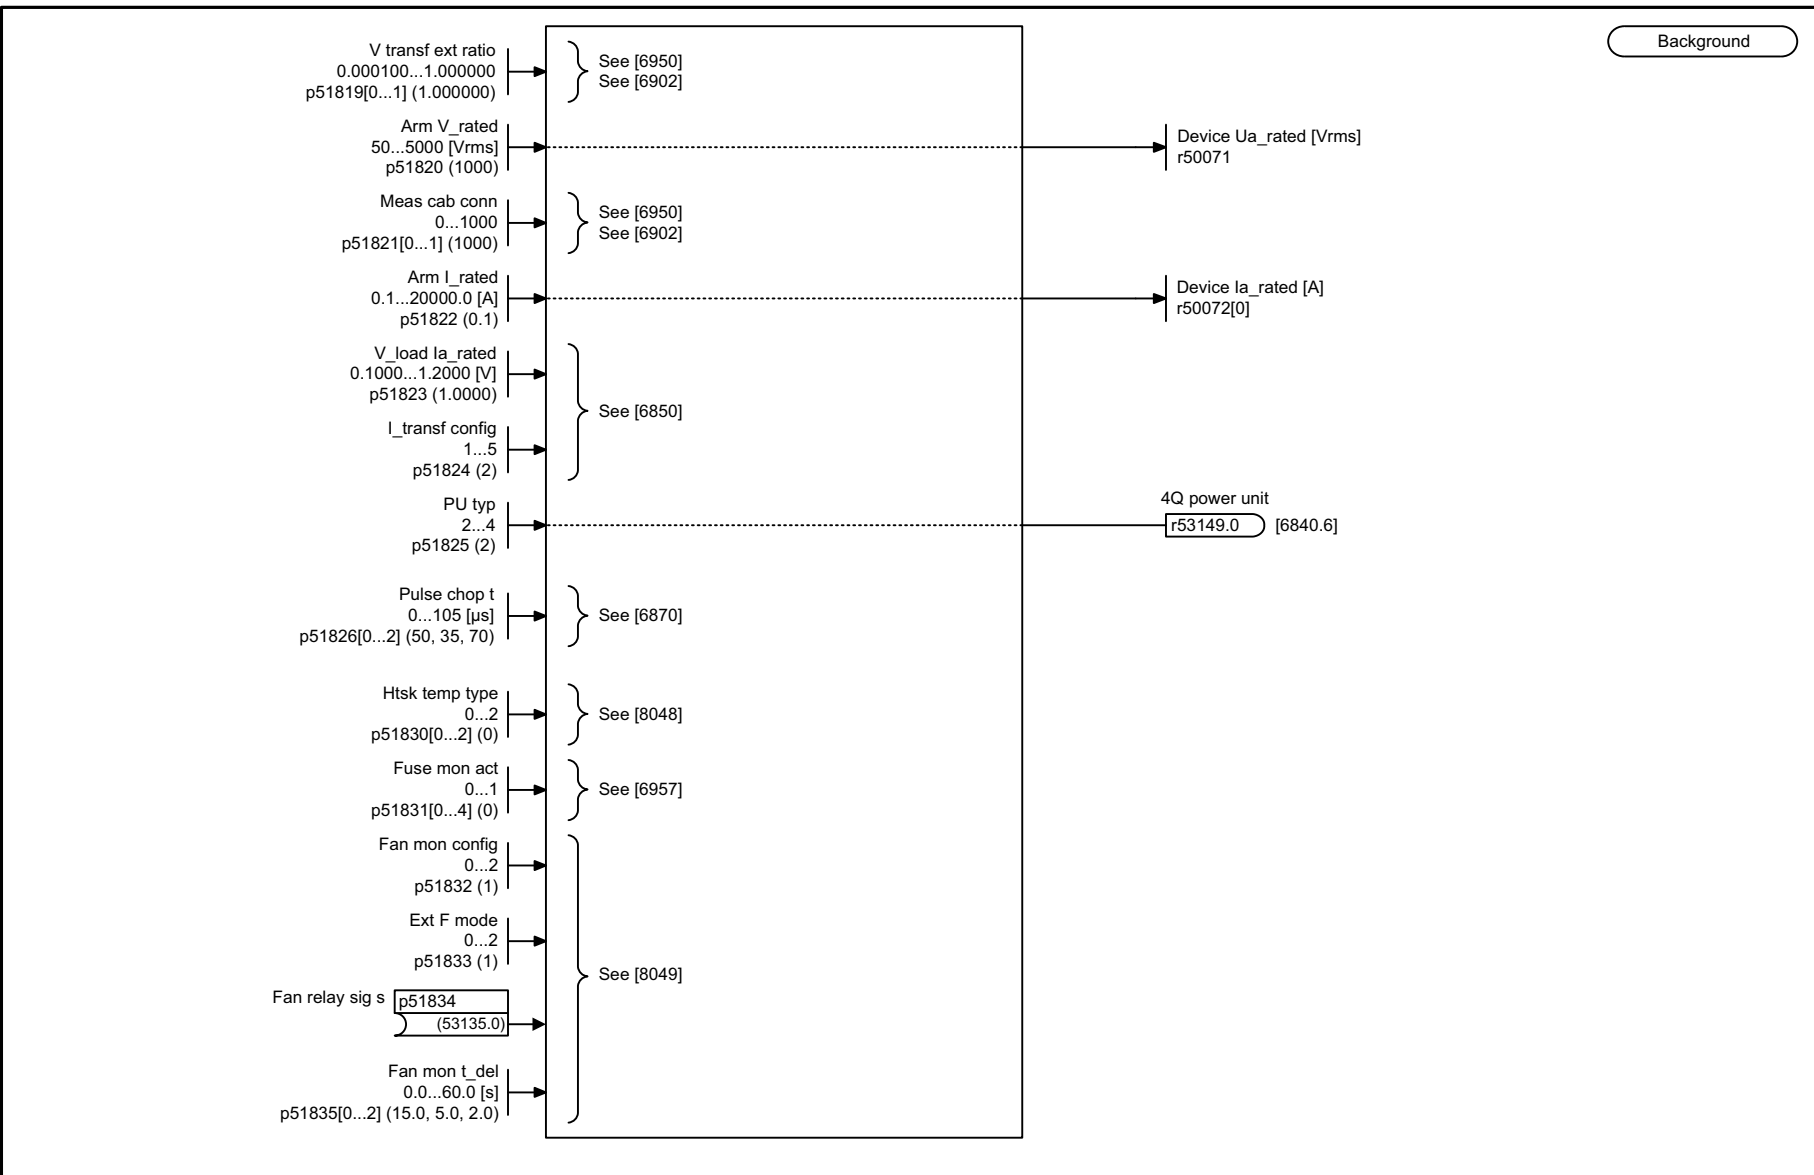 Background
V transf ext ratio
0.000100...1.000000
p51819[0...1] (1.000000)
See [6950]
See [6902]
Arm V_rated
50...5000 [Vrms]
p51820 (1000)
Device Ua_rated [Vrms]
r50071
Meas cab conn
0...1000
p51821[0...1] (1000)
See [6950]
See [6902]
Arm I_rated
0.1...20000.0 [A]
p51822 (0.1)
Device Ia_rated [A]
r50072[0]
V_load Ia_rated
0.1000...1.2000 [V]
p51823 (1.0000)
See [6850]
I_transf config
1...5
p51824 (2)
PU typ
2...4
p51825 (2)
4Q power unit
r53149.0 [6840.6]
Pulse chop t
0...105 [µs]
p51826[0...2] (50, 35, 70)
See [6870]
Htsk temp type
0...2
p51830[0...2] (0)
See [8048]
Fuse mon act
0...1
p51831[0...4] (0)
See [6957]
Fan mon config
0...2
p51832 (1)
Ext F mode
0...2
p51833 (1)
See [8049]
Fan relay sig s p51834
(53135.0)
Fan mon t_del
0.0...60.0 [s]
p51835[0...2] (15.0, 5.0, 2.0)